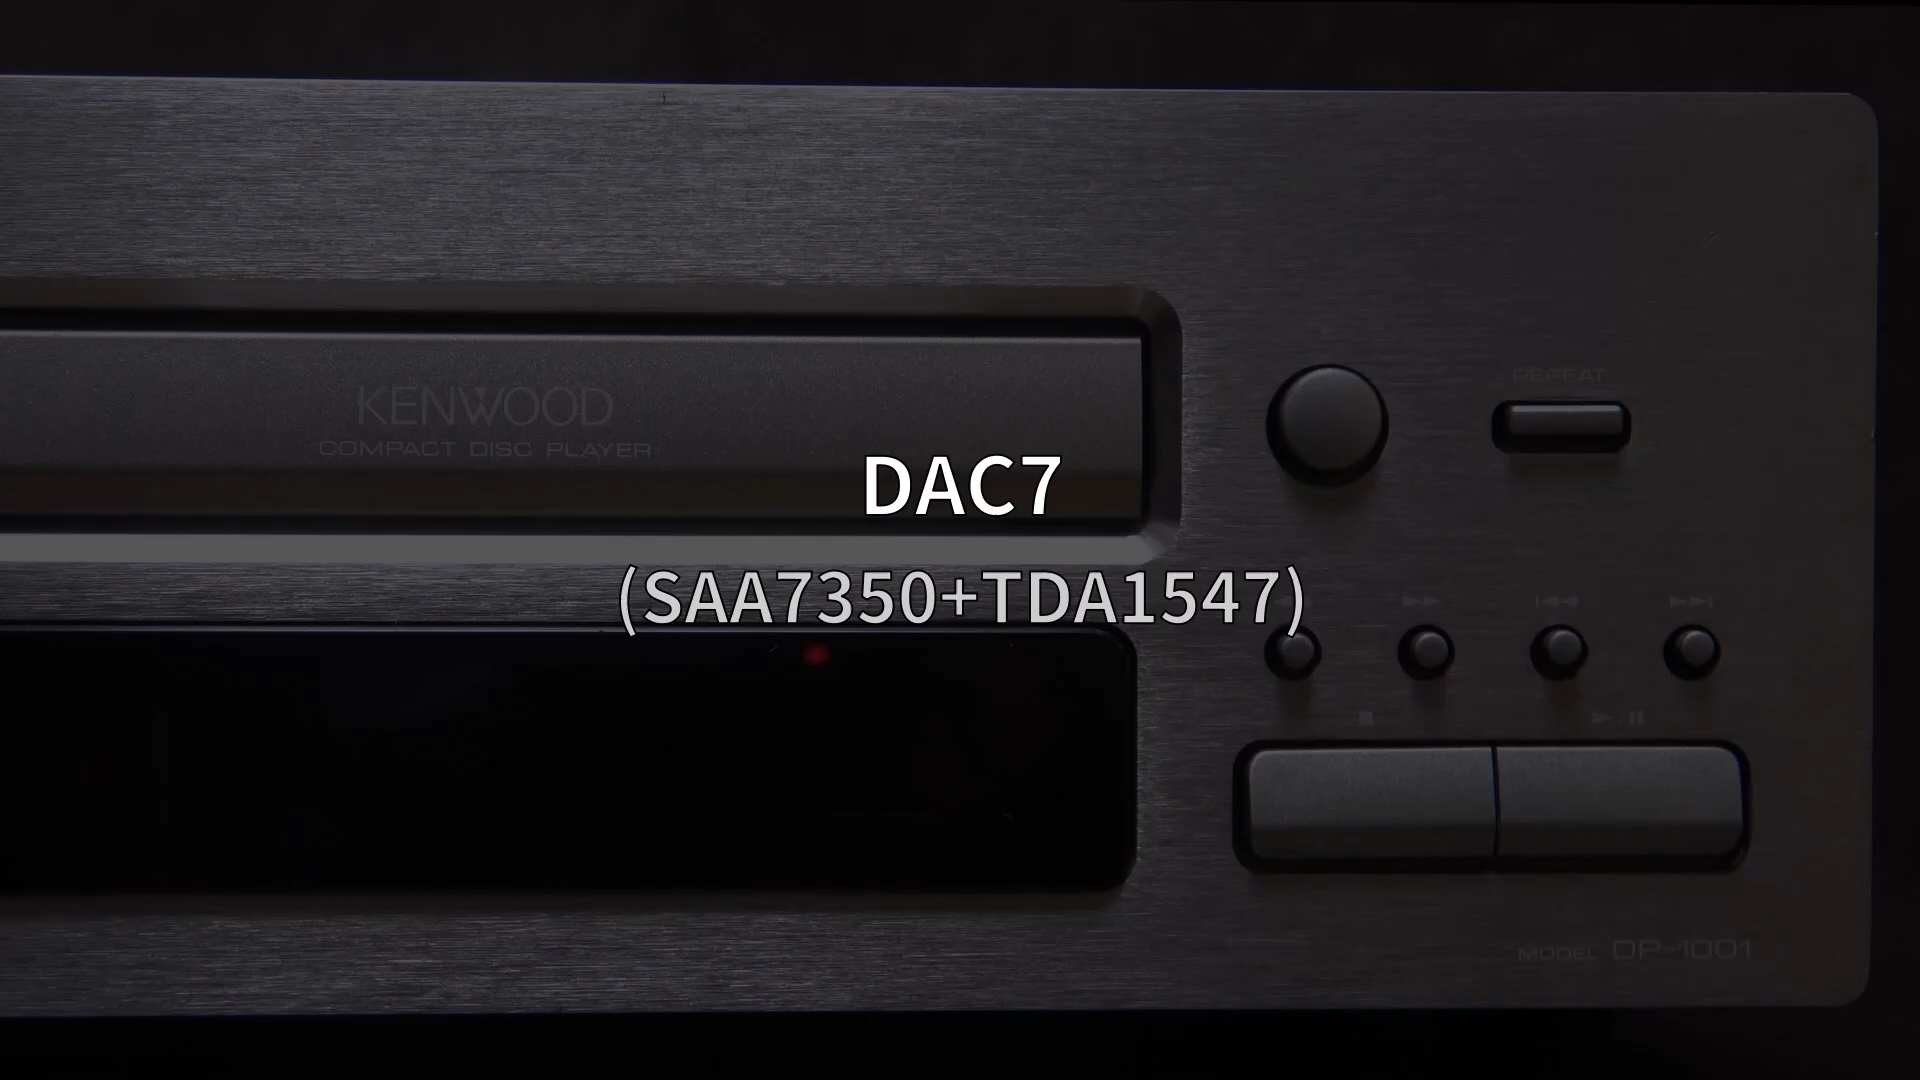 KENWOOD
COMPACT DISC PLAYER
REPEAT
DAC7
(SAA7350+TDA1547)
MODEL DP-1001